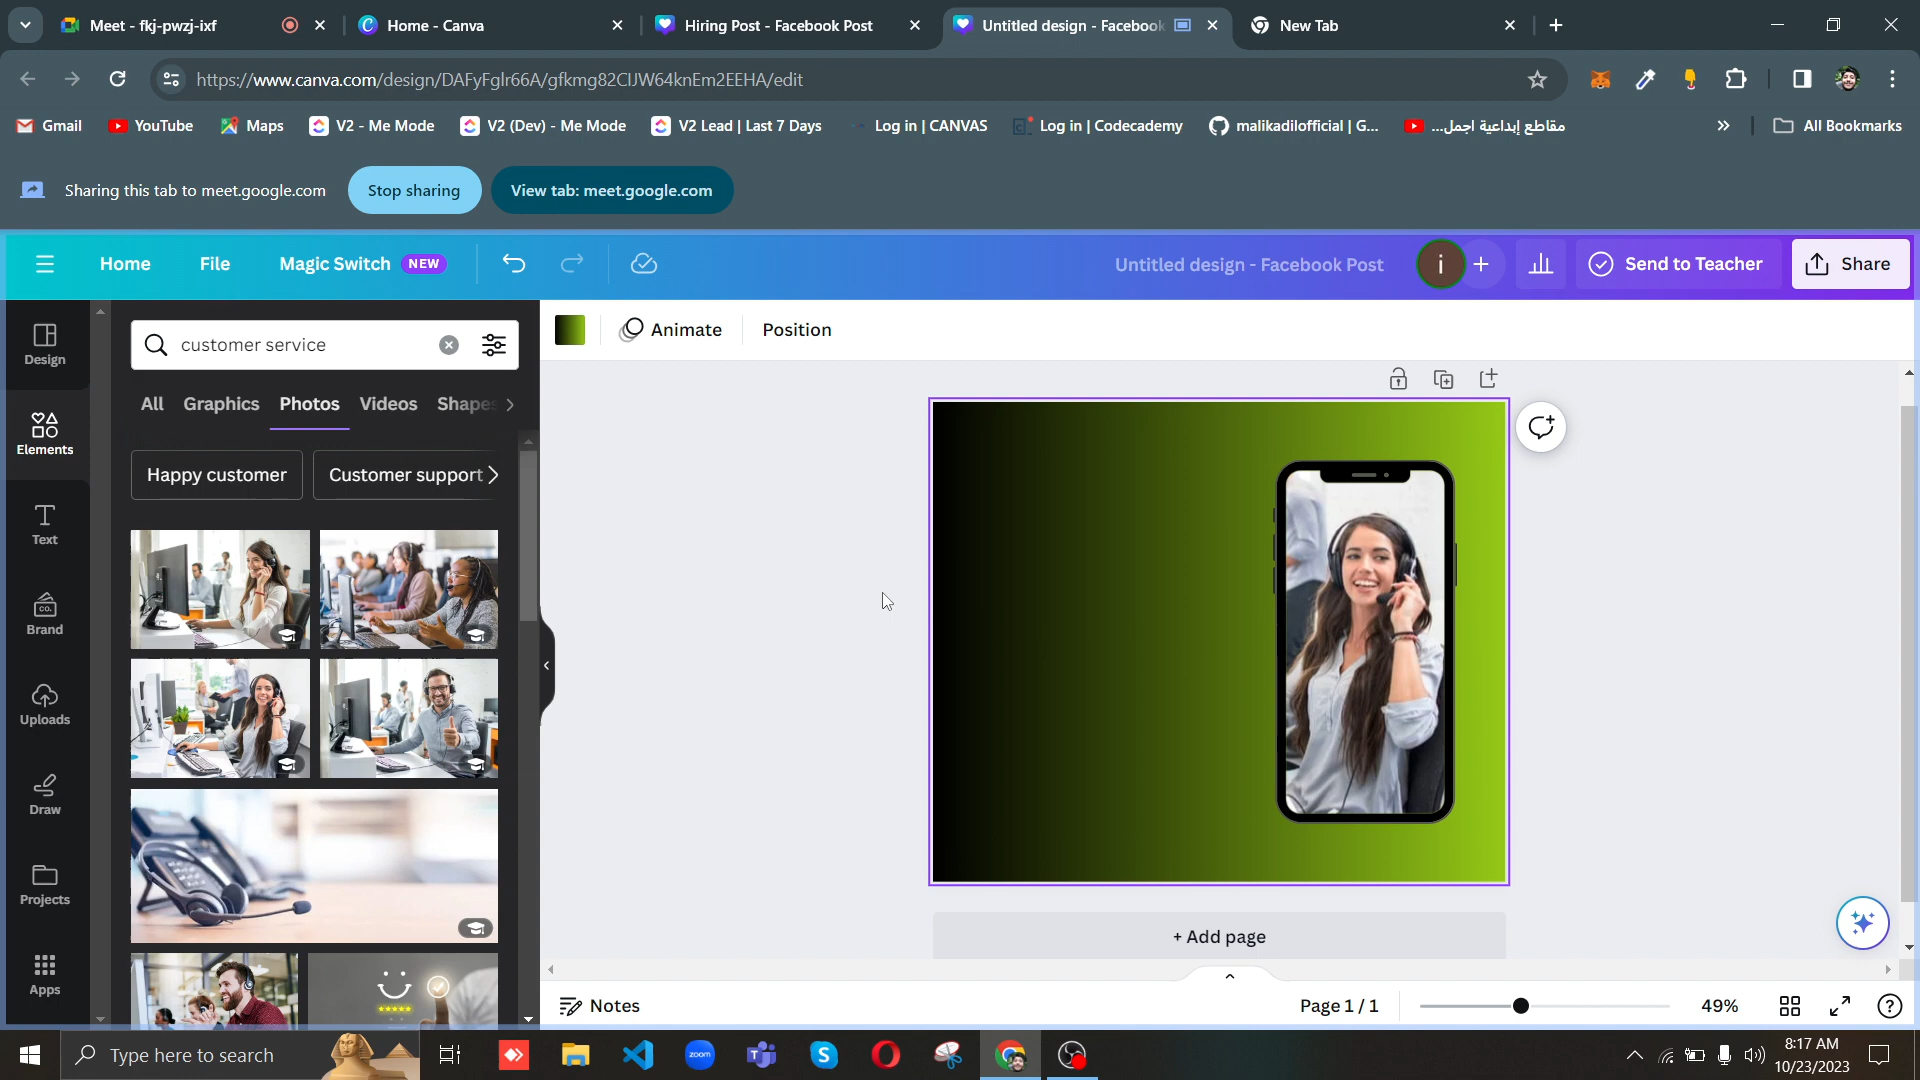 Meet - fkj-pwzj-ixf
Home - Canva
Hiring Post - Facebook Post
Untitled design - Facebook
New Tab
https://www.canva.com/design/DAFyFglr66A/gfkmg82ClJW64knEm2EEHA/edit
Gmail
YouTube
Maps
V2 - Me Mode
V2 (Dev) - Me Mode
V2 Lead | Last 7 Days
Log in | CANVAS
Log in | Codecademy
malikadilofficial | G...
مقاطع إبداعية اجمل...
All Bookmarks
Sharing this tab to meet.google.com
Stop sharing
View tab: meet.google.com
Home
File
Magic Switch NEW
Untitled design - Facebook Post
i
Send to Teacher
Share
Design
Elements
Text
CO.
Brand
Uploads
Draw
Projects
Apps
customer service
All
Graphics
Photos
Videos
Shapes
Happy customer
Customer support
Animate
Position
+ Add page
Notes
Page 1 / 1
49%
Type here to search
zoom
8:17 AM
10/23/2023